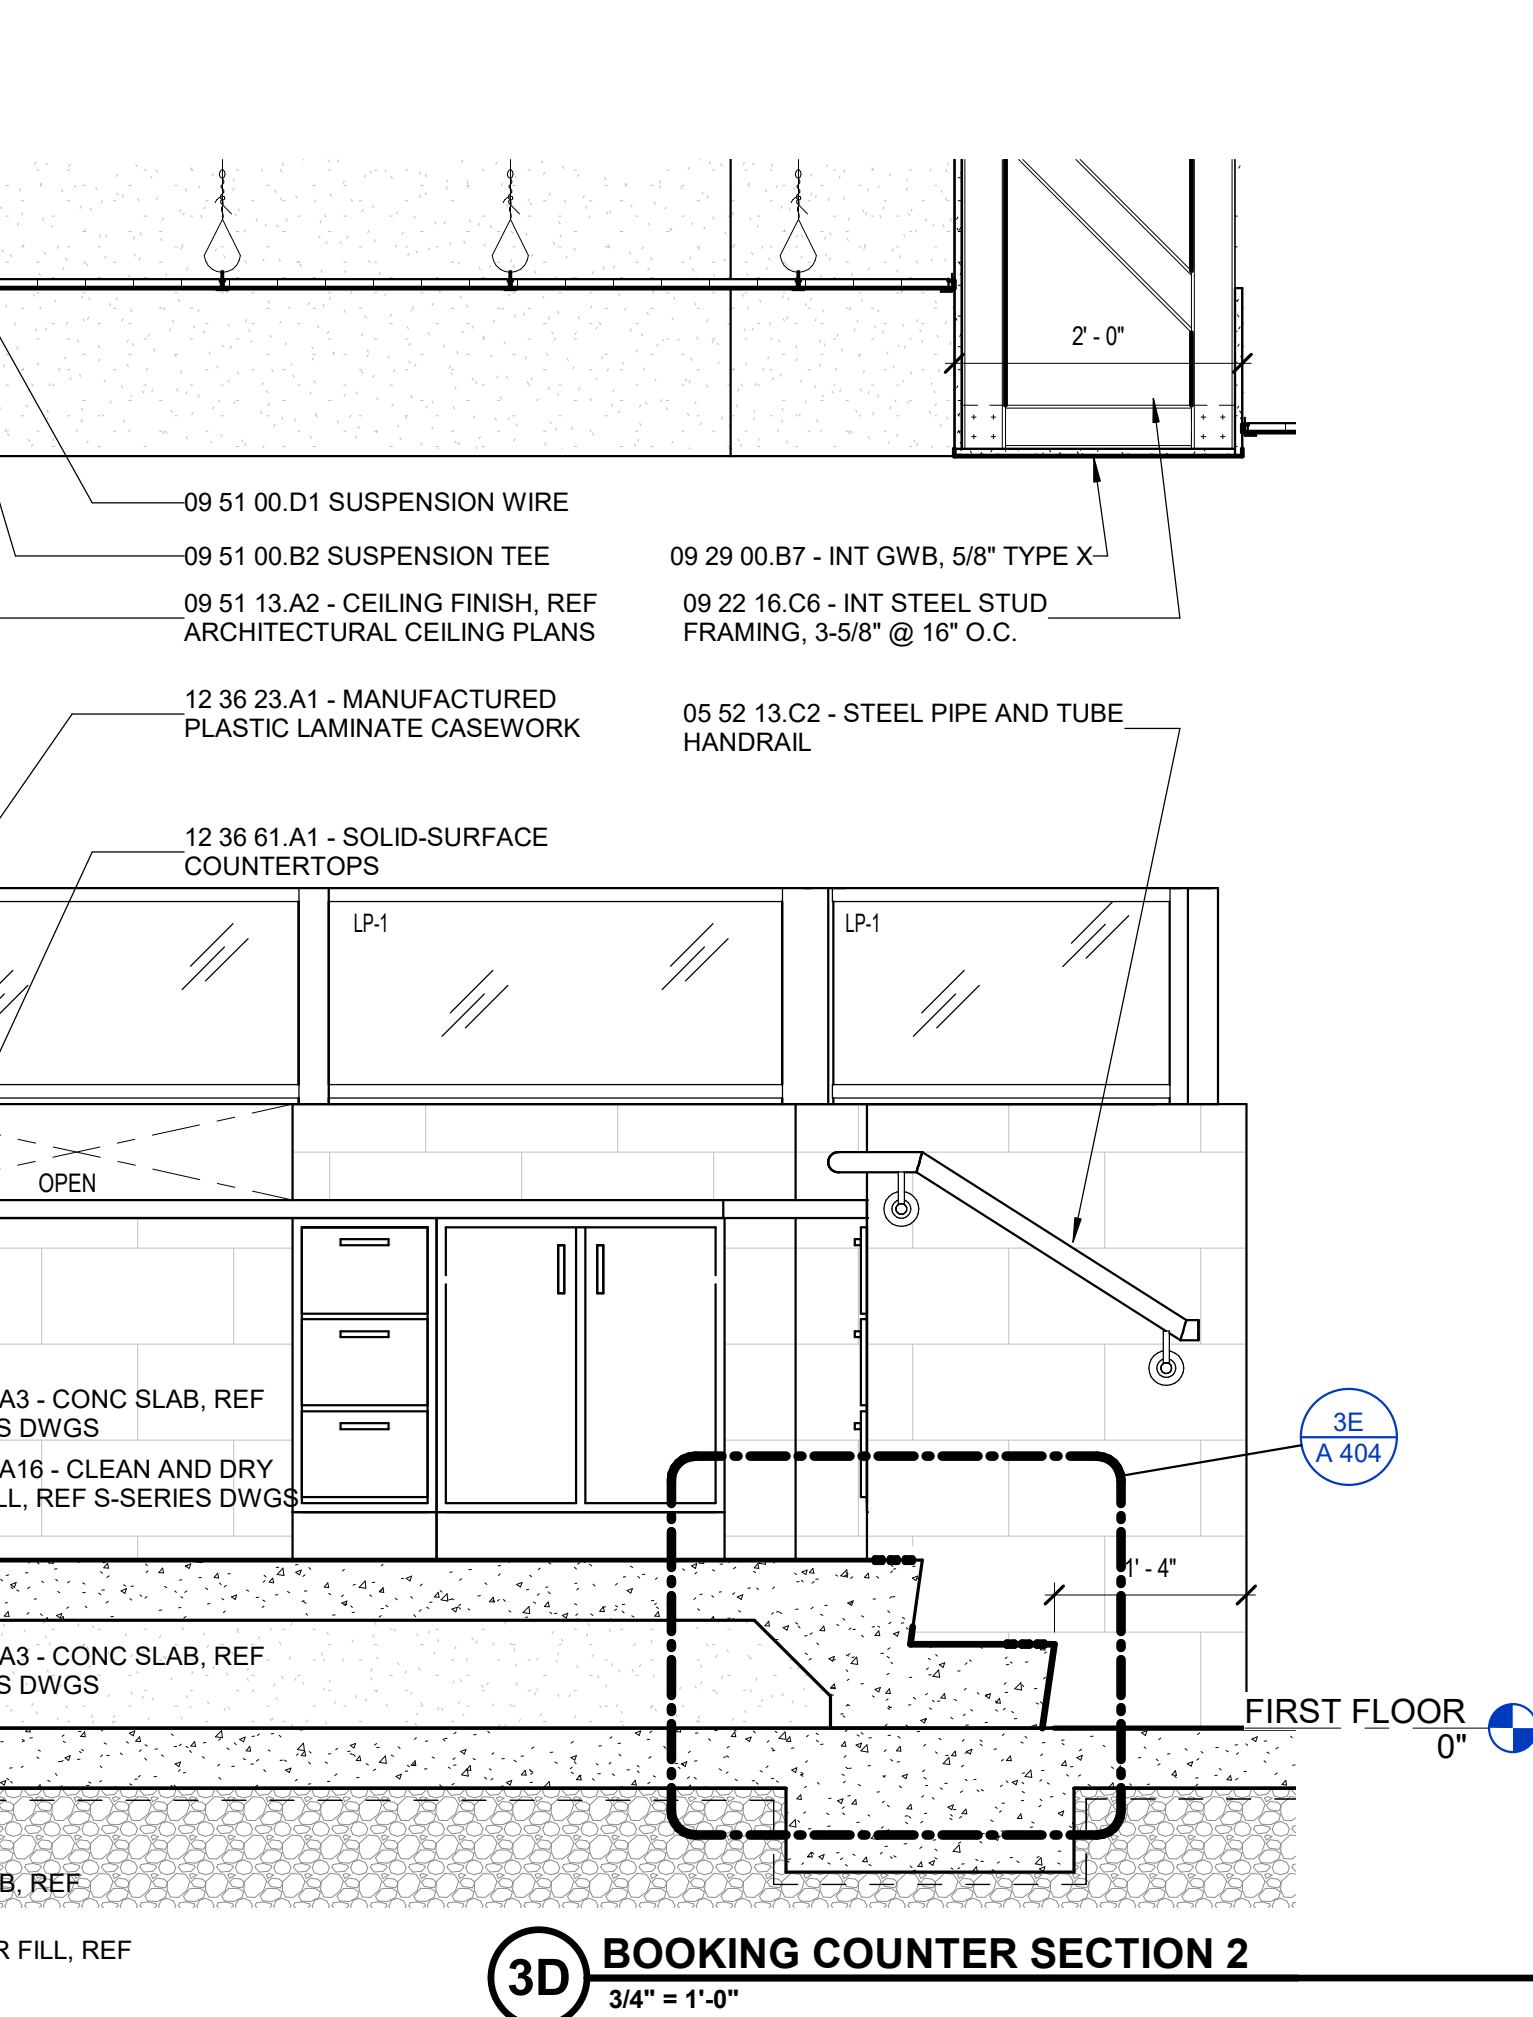 2' - 0"
09 51 00.D1 SUSPENSION WIRE
09 51 00.B2 SUSPENSION TEE
09 29 00.B7 - INT GWB, 5/8" TYPE X
09 51 13.A2 - CEILING FINISH, REF
ARCHITECTURAL CEILING PLANS
09 22 16.C6 - INT STEEL STUD
FRAMING, 3-5/8" @ 16" O.C.
12 36 23.A1 - MANUFACTURED
PLASTIC LAMINATE CASEWORK
05 52 13.C2 - STEEL PIPE AND TUBE
HANDRAIL
12 36 61.A1 - SOLID-SURFACE
COUNTERTOPS
LP-1
LP-1
OPEN
A3 - CONC SLAB, REF
S DWGS
3E
A 404
A16 - CLEAN AND DRY
LL, REF S-SERIES DWGS
1' - 4"
A3 - CONC SLAB, REF
S DWGS
FIRST FLOOR
0"
B, REF
R FILL, REF
3D
BOOKING COUNTER SECTION 2
3/4" = 1'-0"